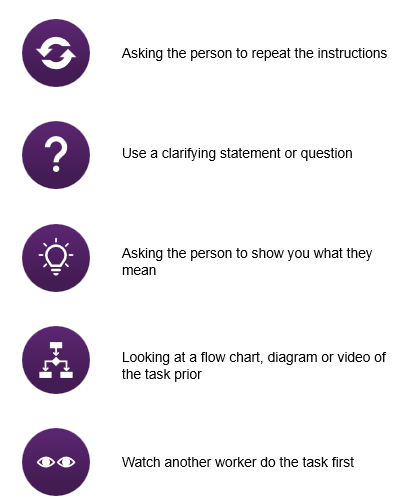 Asking the person to repeat the instructions
?
Use a clarifying statement or question
Asking the person to show you what they
mean
Looking at a flow chart, diagram or video of
the task prior
Watch another worker do the task first